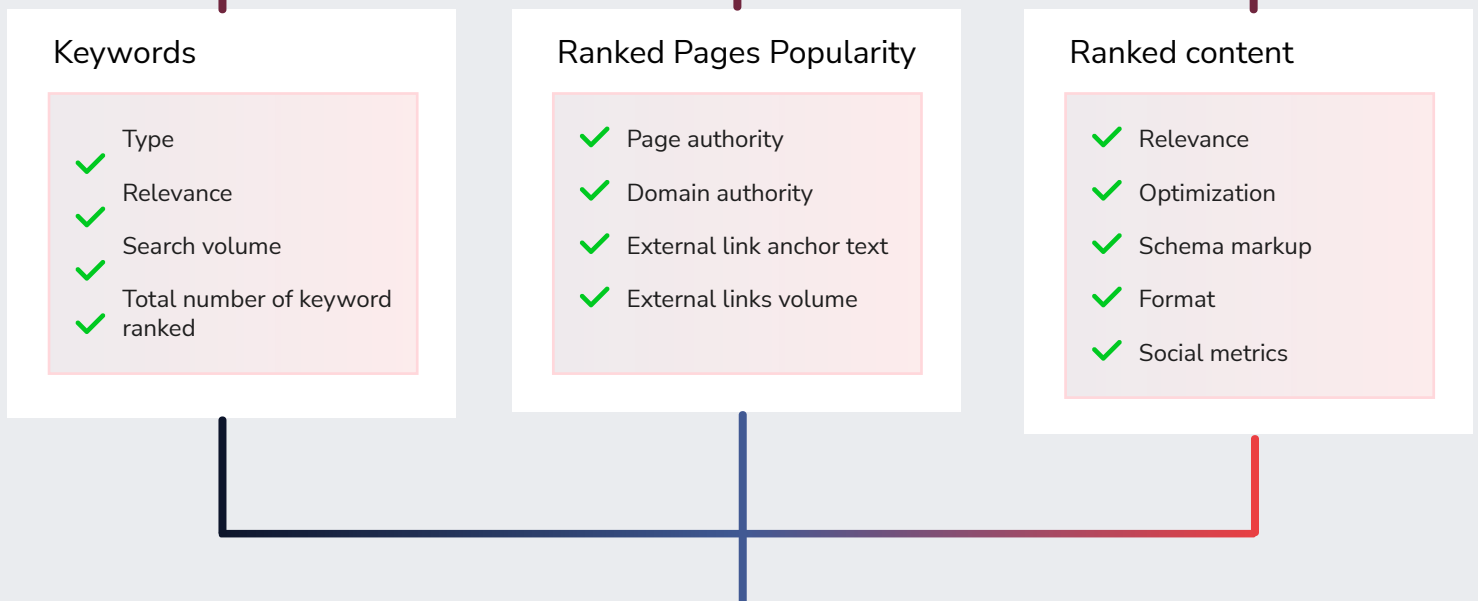 Keywords
Type
Relevance
Search volume
Total number of keyword
ranked
Ranked Pages Popularity
Page authority
Domain authority
External link anchor text
External links volume
Ranked content
Relevance
Optimization
Schema markup
Format
Social metrics